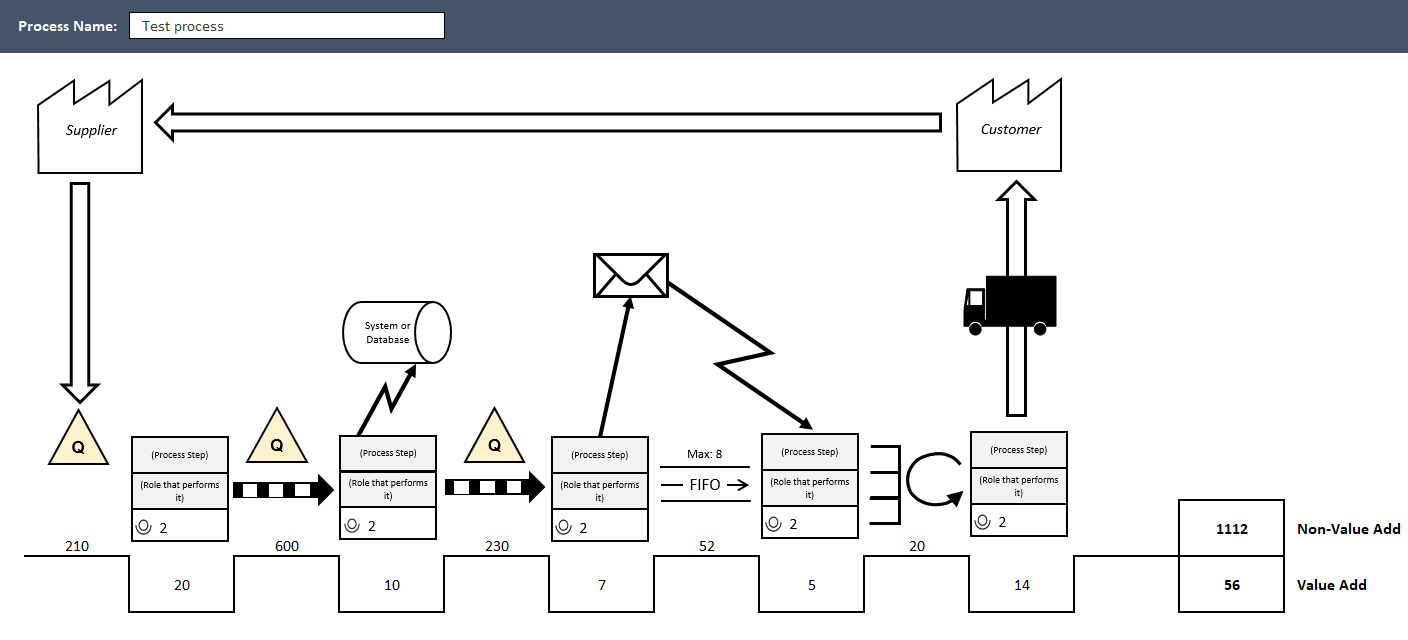 Process Name:
Test process
Supplier
Customer
System or
Database
Q
Q
Q
(Process Step)
(Role that performs
it)
2
(Process Step)
(Role that performs
it)
2
(Process Step)
(Role that performs
it)
2
Max: 8
FIFO
(Process Step)
(Role that performs
it)
2
(Process Step)
(Role that performs
it)
2
210
600
230
52
20
1112
Non-Value Add
20
10
7
5
14
56
Value Add